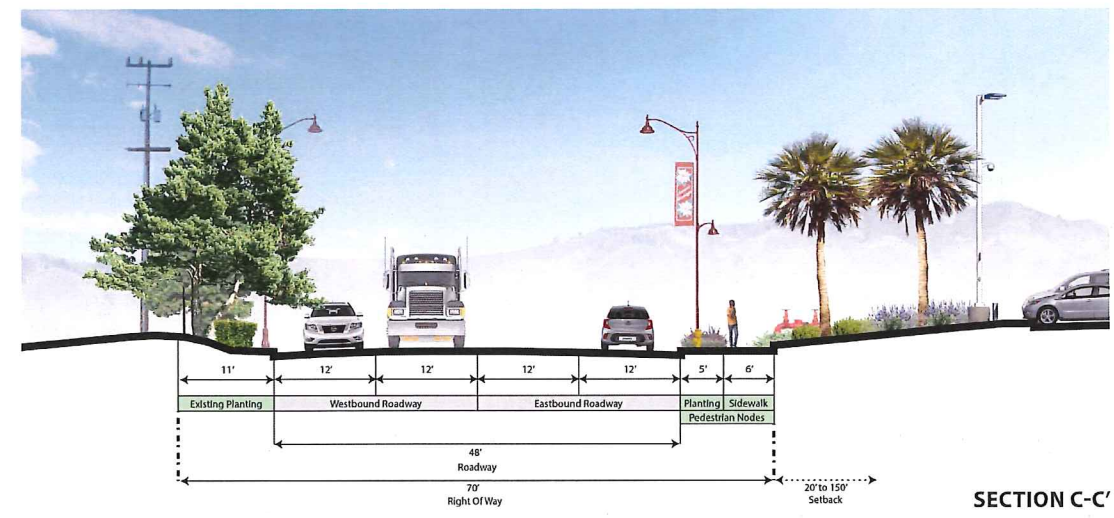 11' 12' 12' 12' 12' 5' 6'
Existing Planting Westbound Roadway Eastbound Roadway Planting Sidewalk
Pedestrian Nodes
48'
Roadway
70'
Right Of Way
20' to 150'
Setback
SECTION C-C'